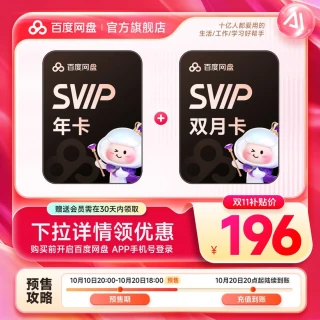 百度网盘 官方旗舰店
十亿人都爱用的
生活/工作/学习好帮手
AI
百度网盘
SVIP
年卡
+
百度网盘
SVIP
双月卡
赠送会员需在30天内领取
下拉详情领优惠
购买前开启百度网盘 APP手机号登录
双11补贴价
¥196
预售
攻略
10月10日20:00-10月20日18:00 预售
预售期
10月20日20点起陆续到账
充值到账